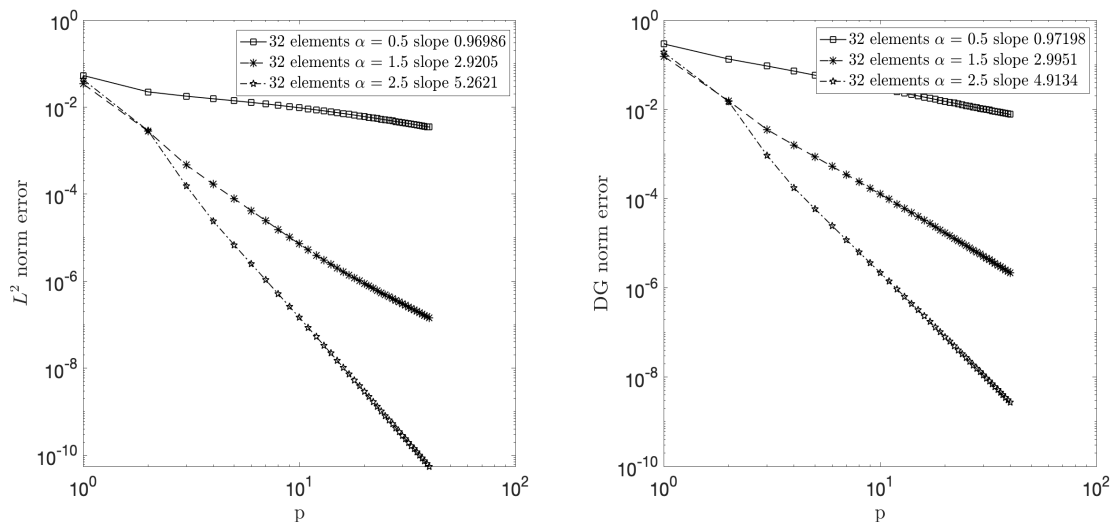 10^0
10^-2
10^-4
10^-6
10^-8
10^-10
L^2 norm error
32 elements α = 0.5 slope 0.96986
32 elements α = 1.5 slope 2.9205
32 elements α = 2.5 slope 5.2621
10^0
10^1
10^2
p
10^0
10^-2
10^-4
10^-6
10^-8
10^-10
DG norm error
32 elements α = 0.5 slope 0.97198
32 elements α = 1.5 slope 2.9951
32 elements α = 2.5 slope 4.9134
10^0
10^1
10^2
p